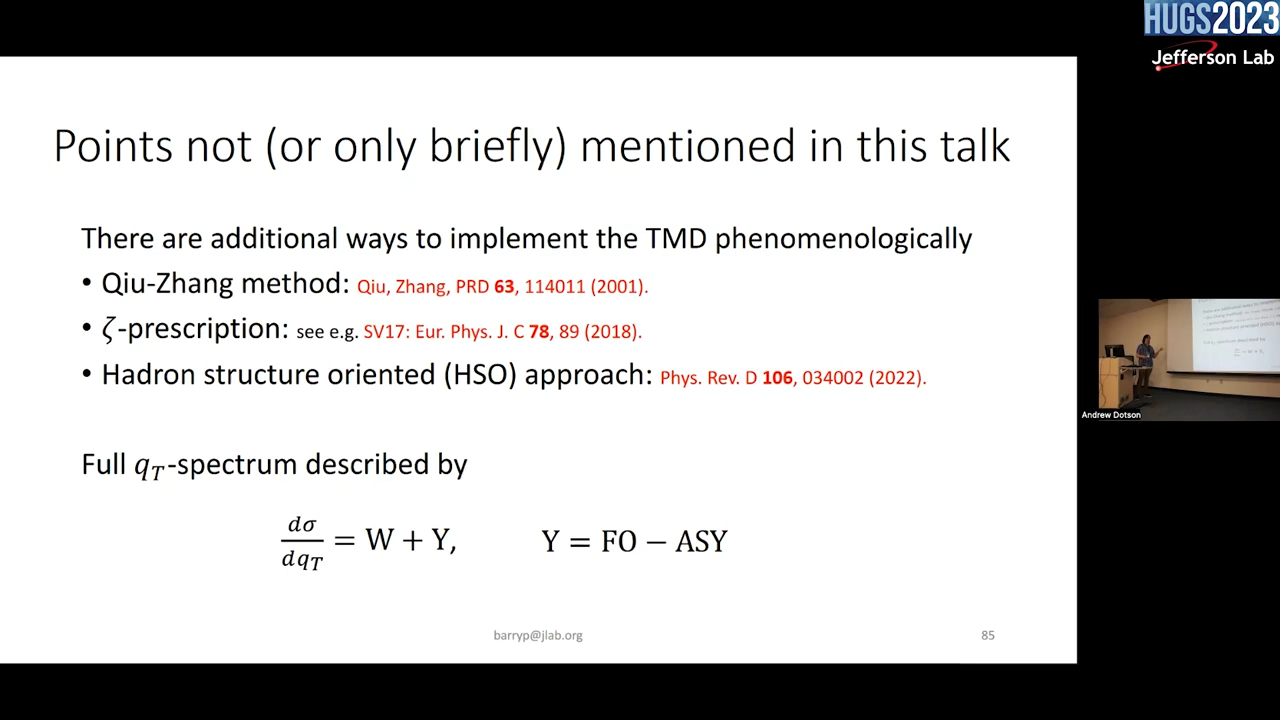 HUGS2023
Jefferson Lab
Points not (or only briefly) mentioned in this talk
There are additional ways to implement the TMD phenomenologically
• Qiu-Zhang method: Qiu, Zhang, PRD 63, 114011 (2001).
• ζ-prescription: see e.g. SV17: Eur. Phys. J. C 78, 89 (2018).
• Hadron structure oriented (HSO) approach: Phys. Rev. D 106, 034002 (2022).
Full q_T-spectrum described by
dσ/dq_T = W + Y, Y = FO − ASY
barryp@jlab.org 85
Andrew Dotson